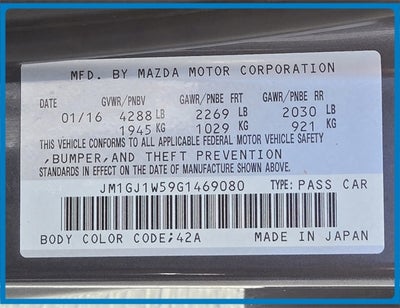 MFD. BY MAZDA MOTOR CORPORATION
DATE GVWR/PNBV GAWR/PNBE FRT GAWR/PNBE RR
01/16 4288 LB 2269 LB 2030 LB
1945 KG 1029 KG 921 KG
THIS VEHICLE CONFORMS TO ALL APPLICABLE FEDERAL MOTOR VEHICLE SAFETY
,BUMPER,AND THEFT PREVENTION
STANDARDS IN EFFECT ON THE DATE OF MANUFACTURE SHOWN ABOVE.
JM1GJ1W59G1469080 TYPE: PASS CAR
BODY COLOR CODE;42A MADE IN JAPAN